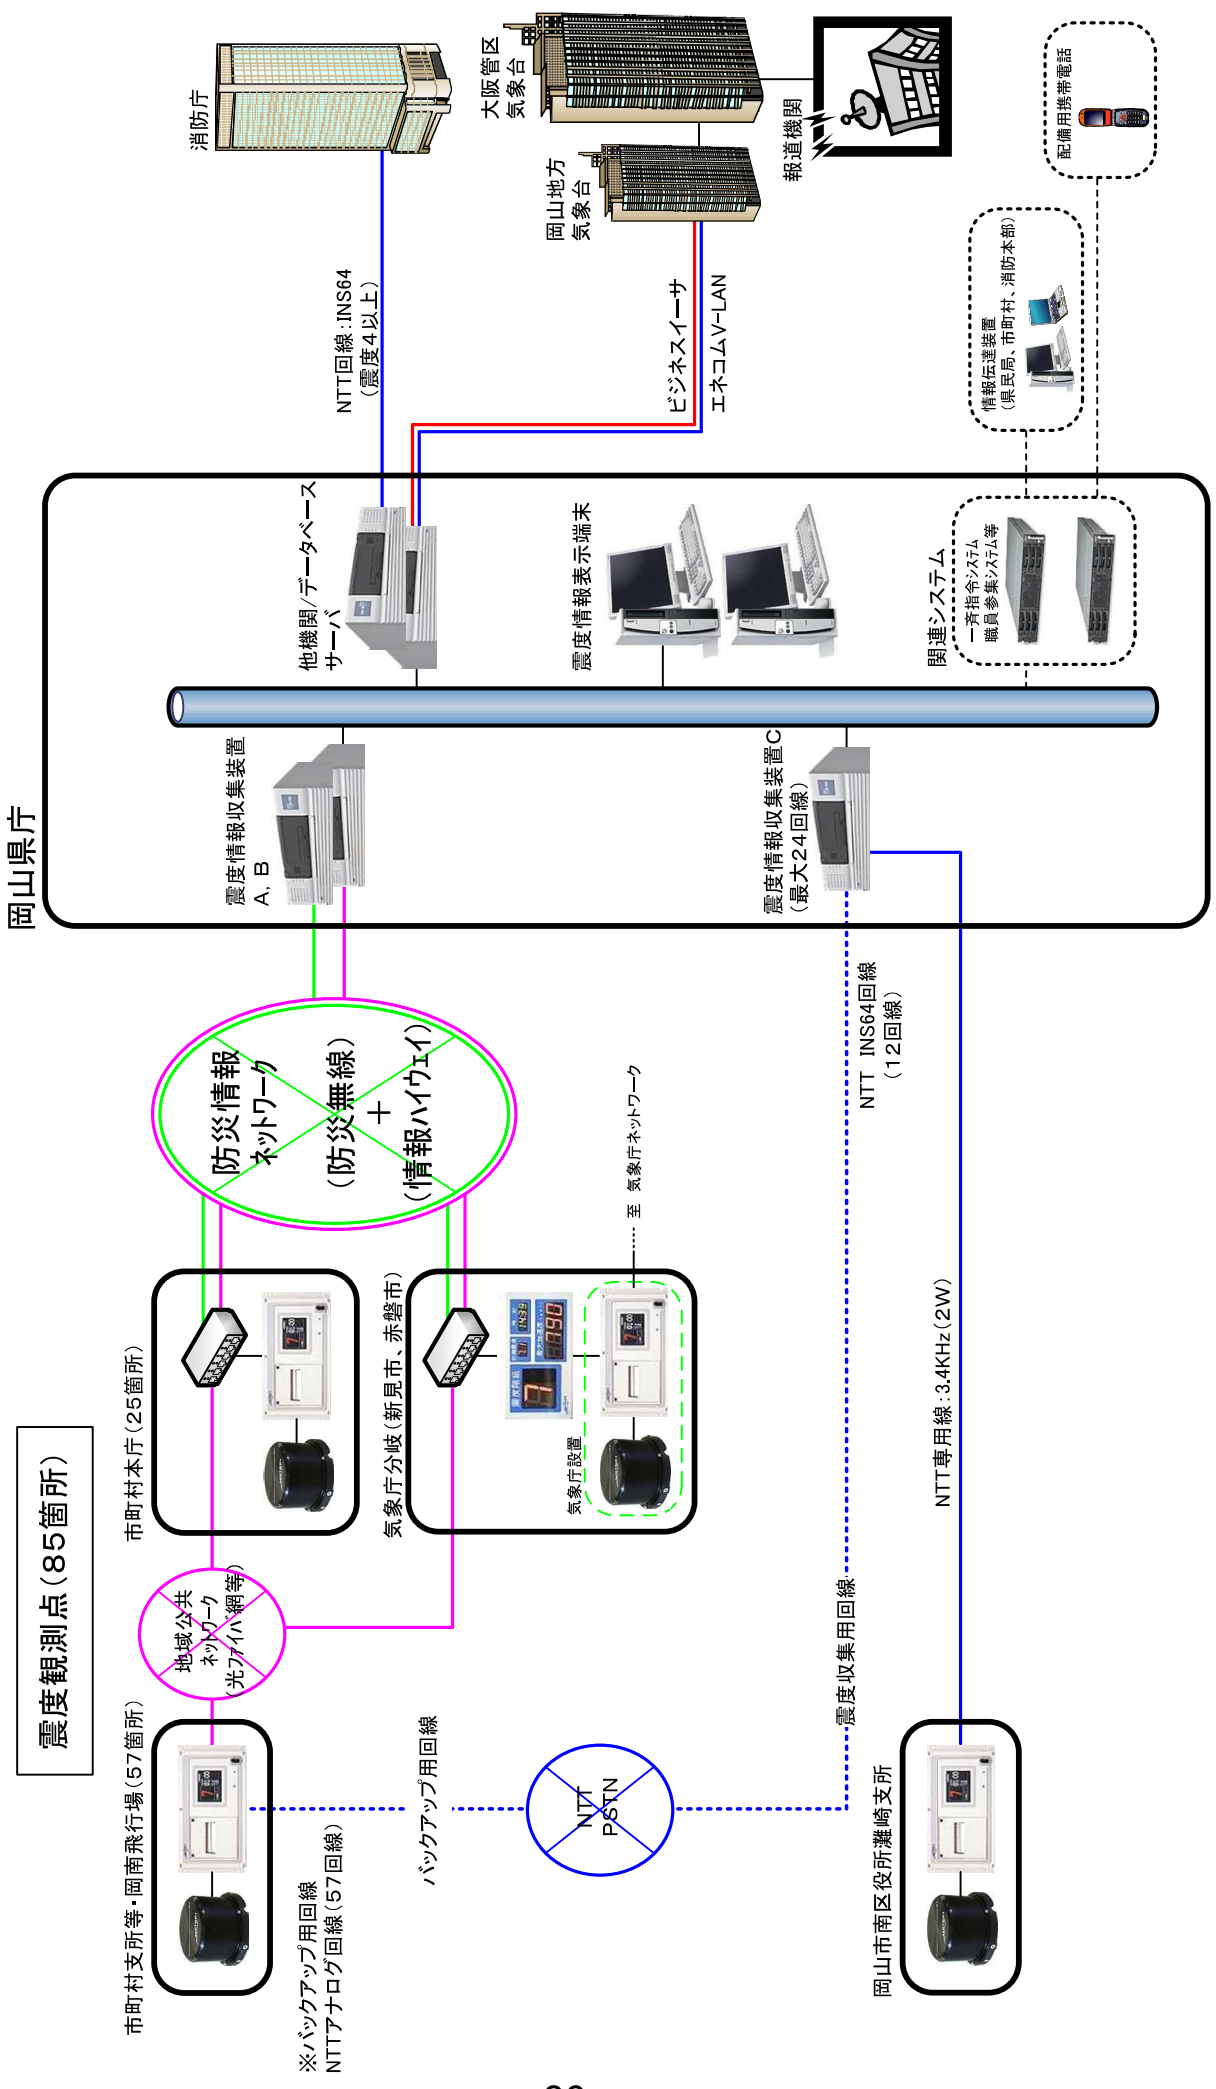 震度観測点（85箇所）
岡山県庁
市町村支所等・岡南飛行場（57箇所）
地域公共
ネットワーク
（光ファイバ網等）
市町村本庁（25箇所）
防災情報
ネットワーク
（防災無線）
＋
（情報ハイウェイ）
震度情報収集装置
A, B
他機関/データベース
サーバ
NTT回線：INS64
（震度４以上）
消防庁
※バックアップ用回線
NTTアナログ回線（57回線）
気象庁分岐（新見市、赤磐市）
気象庁設置
至 気象庁ネットワーク
バックアップ用回線
NTT
PSTN
震度情報表示端末
ビジネスイーサ
エネコムV-LAN
岡山地方
気象台
大阪管区
気象台
報道機関
震度収集用回線
NTT INS64回線
（１２回線）
震度情報収集装置C
（最大２４回線）
岡山市南区役所灘崎支所
NTT専用線：3.4KHz（2W）
関連システム
一斉指令システム
職員参集システム等
情報伝達装置
（県民局、市町村、消防本部）
配備用携帯電話